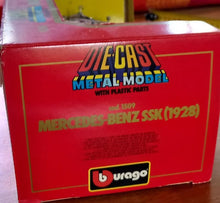 DIE CAST
METAL MODEL
WITH PLASTIC PARTS
cod. 1509
MERCEDES-BENZ SSK (1928)
burago